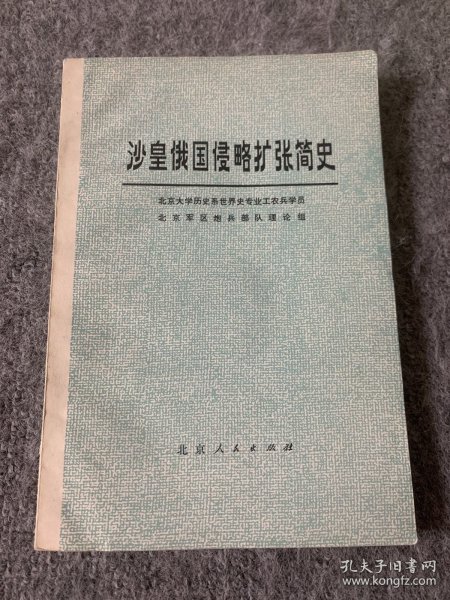 沙皇俄国侵略扩张简史
北京大学历史系世界史专业工农兵学员
北京军区炮兵部队理论组
北京人民出版社
孔夫子旧书网
www.kongfz.com